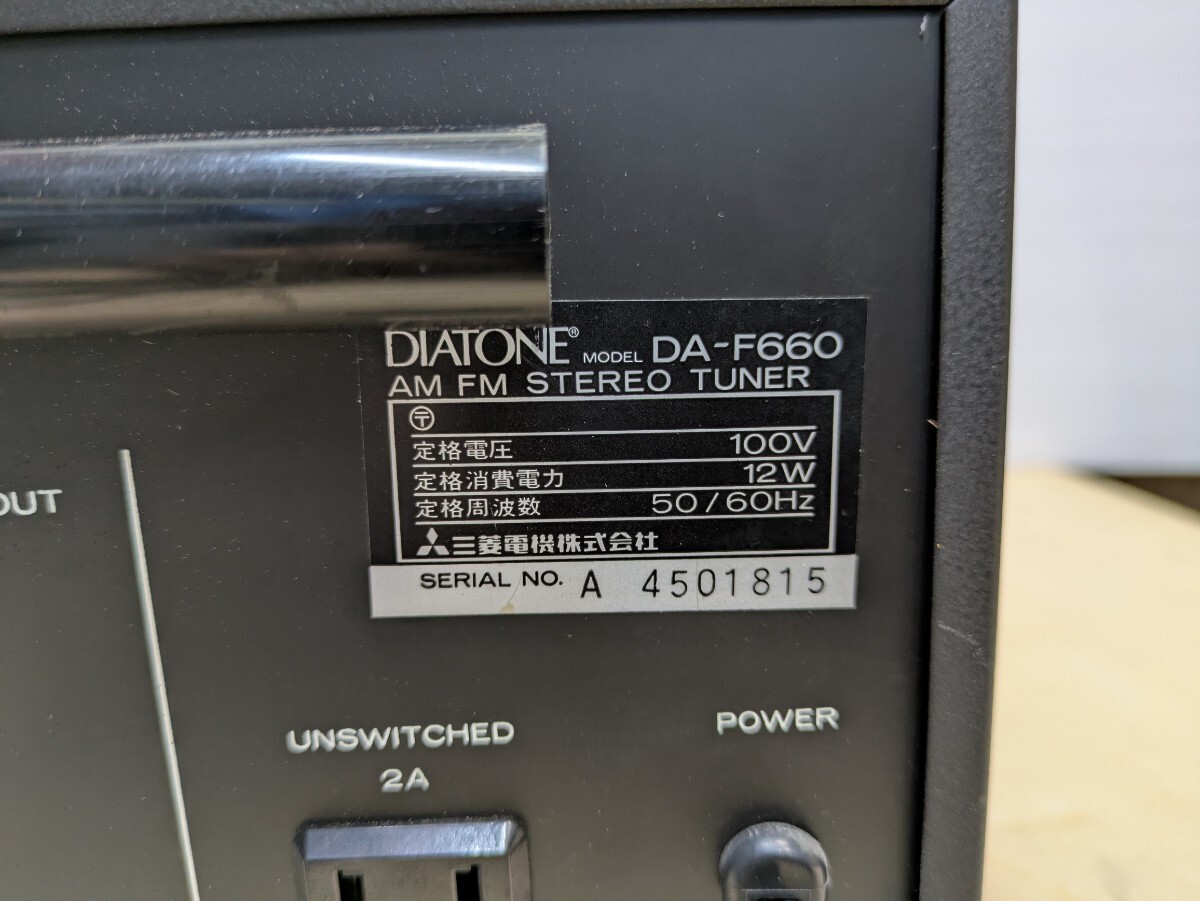 DIATONE® MODEL DA-F660
AM FM STEREO TUNER
〶
定格電圧 100V
定格消費電力 12W
定格周波数 50/60Hz
三菱電機株式会社
SERIAL NO. A 4501815
OUT
UNSWITCHED
2A
POWER